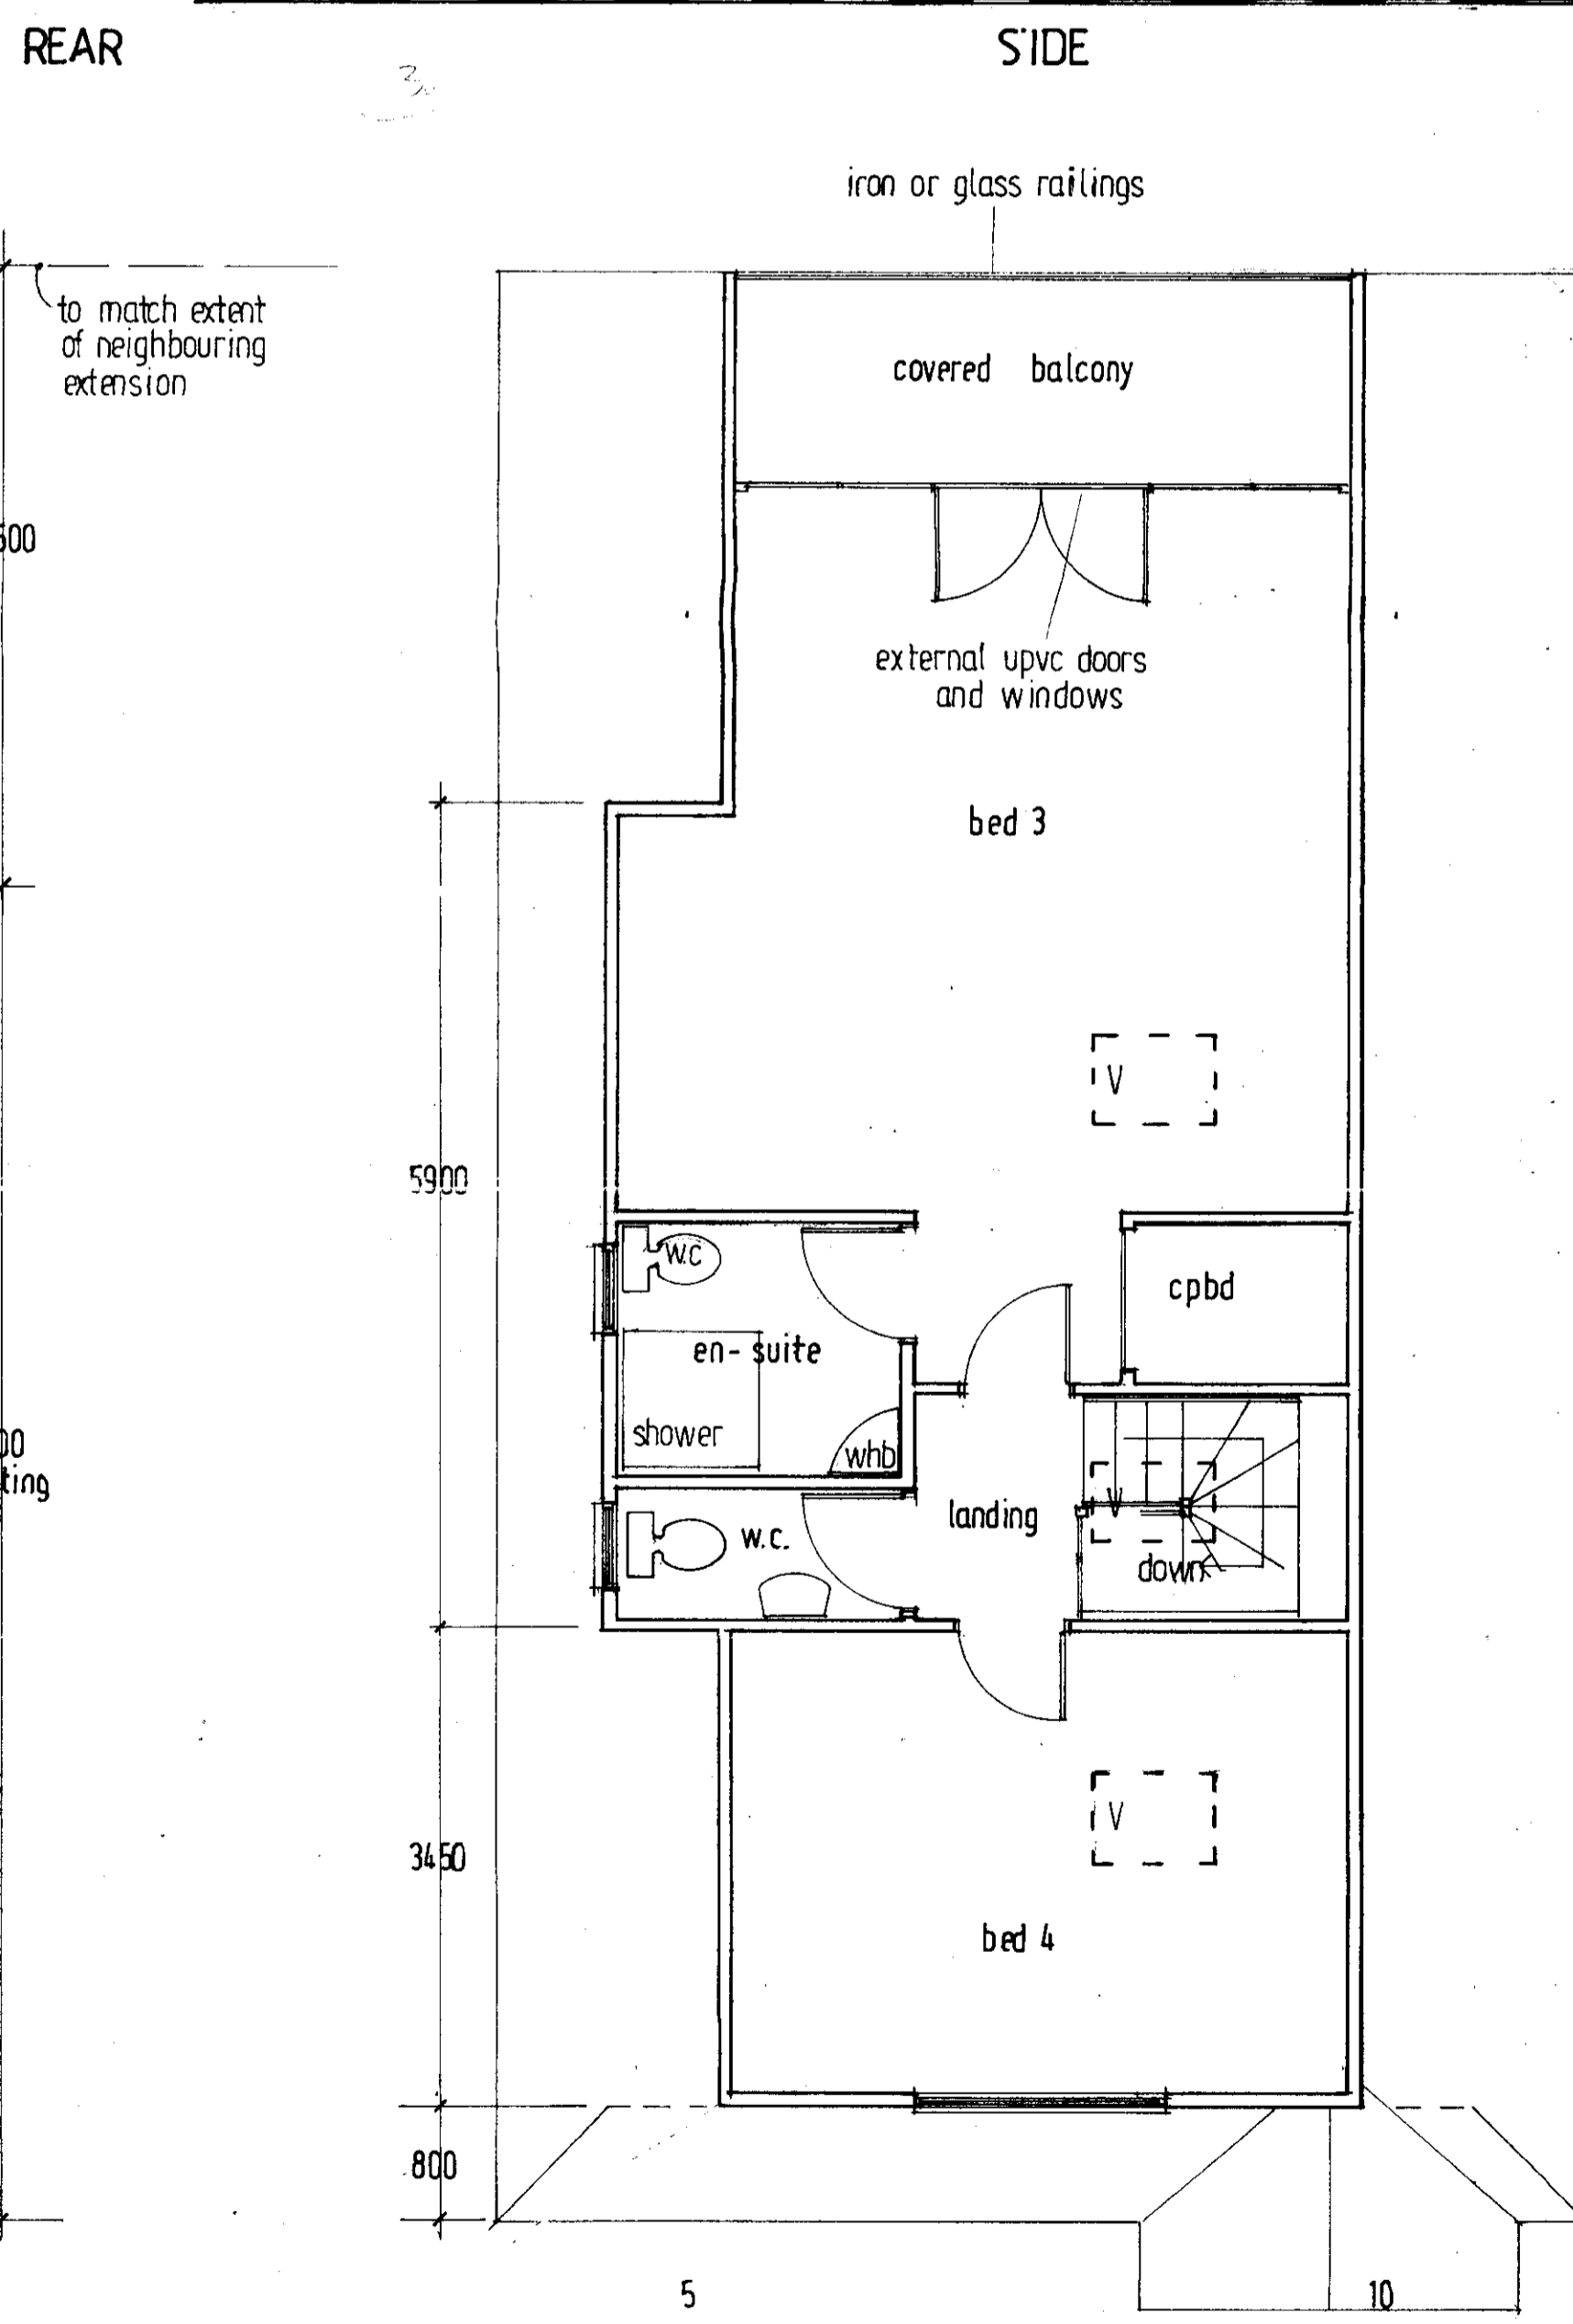 REAR
SIDE
iron or glass railings
to match extent
of neighbouring
extension
covered balcony
external upvc doors
and windows
bed 3
V
5900
w.c
cpbd
en-suite
shower
whb
ting
landing
w.c.
V
down
V
3450
bed 4
800
5
10